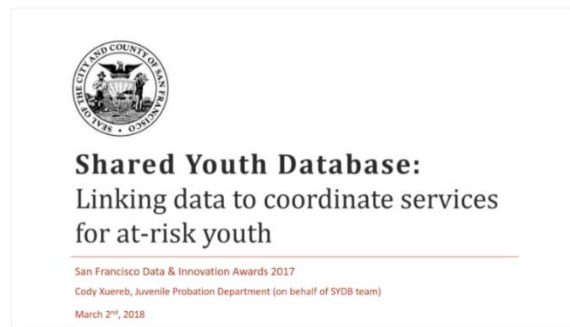 SEAL OF THE CITY AND COUNTY OF SAN FRANCISCO
Shared Youth Database:
Linking data to coordinate services
for at-risk youth
San Francisco Data & Innovation Awards 2017
Cody Xuereb, Juvenile Probation Department (on behalf of SYDB team)
March 2nd, 2018